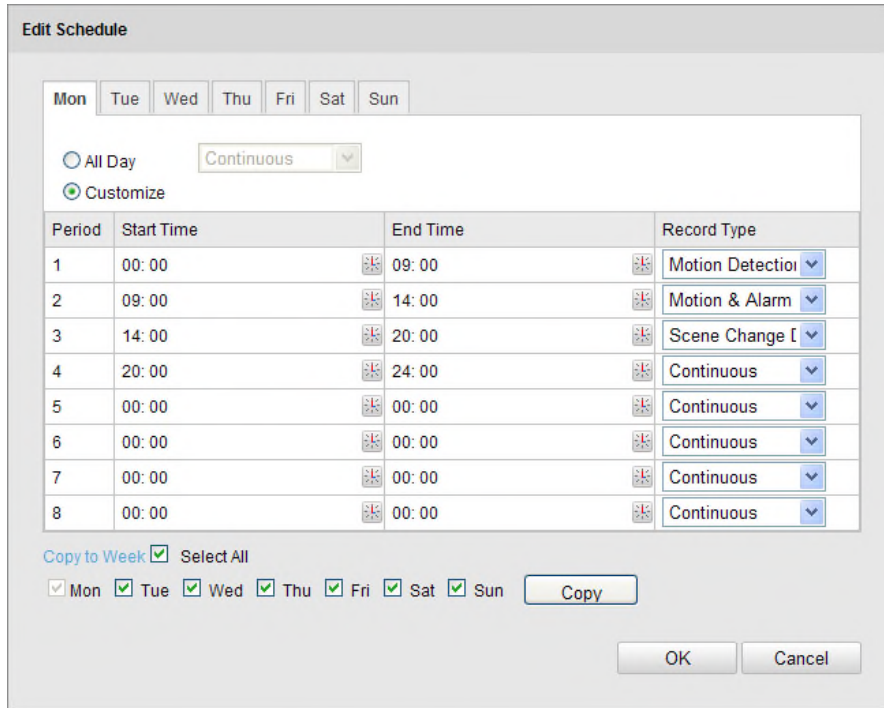 Edit Schedule
Mon Tue Wed Thu Fri Sat Sun
All Day Continuous
Customize
Period Start Time End Time Record Type
1 00: 00 09: 00 Motion Detection
2 09: 00 14: 00 Motion & Alarm
3 14: 00 20: 00 Scene Change D
4 20: 00 24: 00 Continuous
5 00: 00 00: 00 Continuous
6 00: 00 00: 00 Continuous
7 00: 00 00: 00 Continuous
8 00: 00 00: 00 Continuous
Copy to Week Select All
Mon Tue Wed Thu Fri Sat Sun Copy
OK Cancel